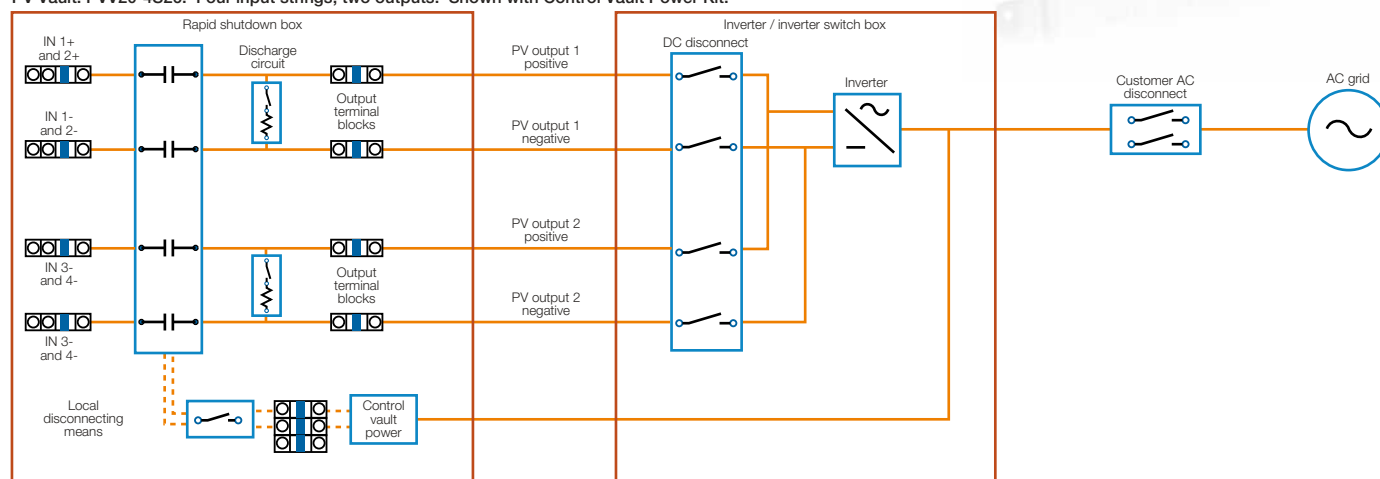 Rapid shutdown box
Inverter / inverter switch box
IN 1+
and 2+
Discharge
circuit
PV output 1
positive
DC disconnect
Inverter
Customer AC
disconnect
AC grid
Output
terminal
blocks
IN 1-
and 2-
PV output 1
negative
PV output 2
positive
IN 3-
and 4-
Output
terminal
blocks
PV output 2
negative
IN 3-
and 4-
Local
disconnecting
means
Control
vault
power